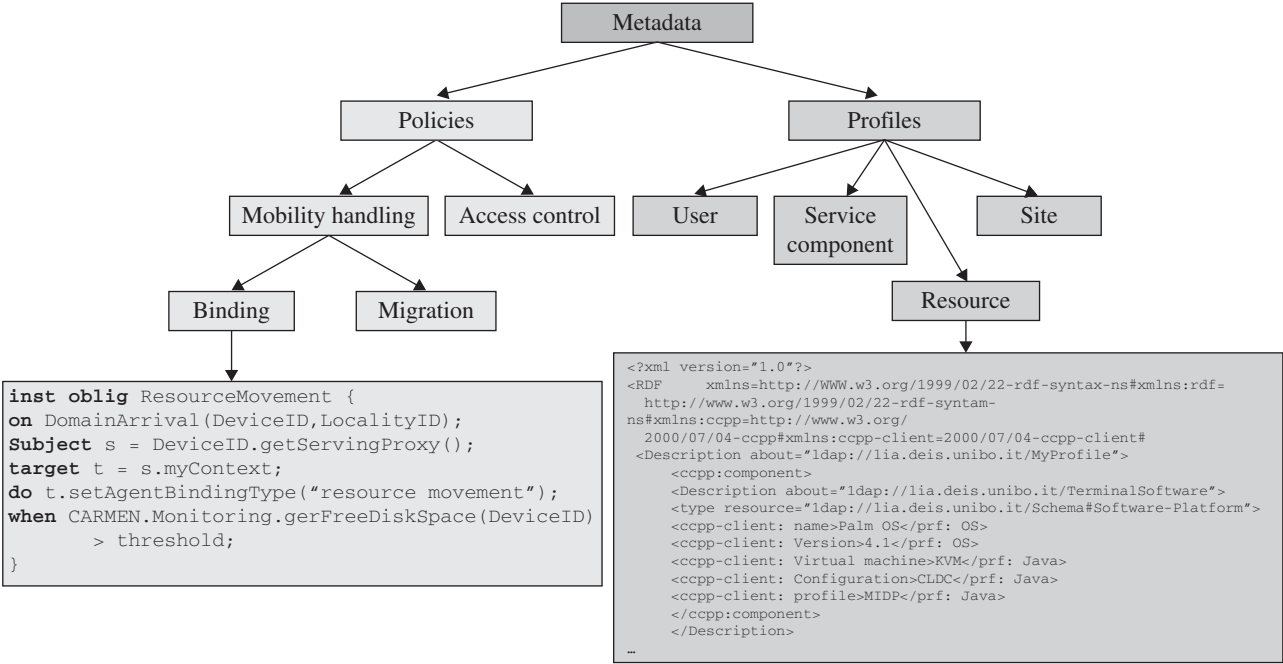 Metadata
Policies
Profiles
Mobility handling
Access control
User
Service
component
Site
Binding
Migration
Resource
inst oblig ResourceMovement {
on DomainArrival(DeviceID,LocalityID);
Subject s = DeviceID.getServingProxy();
target t = s.myContext;
do t.setAgentBindingType(“resource movement”);
when CARMEN.Monitoring.gerFreeDiskSpace(DeviceID)
> threshold;
}
<?xml version=”1.0”?>
<RDF xmlns=http://WWW.w3.org/1999/02/22-rdf-syntax-ns#xmlns:rdf=
http://www.w3.org/1999/02/22-rdf-syntam-
ns#xmlns:ccpp=http://www.w3.org/
2000/07/04-ccpp#xmlns:ccpp-client=2000/07/04-ccpp-client#
<Description about=”1dap://lia.deis.unibo.it/MyProfile”>
<ccpp:component>
<Description about=”1dap://lia.deis.unibo.it/TerminalSoftware”>
<type resource=”1dap://lia.deis.unibo.it/Schema#Software-Platform”>
<ccpp-client: name>Palm OS</prf: OS>
<ccpp-client: Version>4.1</prf: OS>
<ccpp-client: Virtual machine>KVM</prf: Java>
<ccpp-client: Configuration>CLDC</prf: Java>
<ccpp-client: profile>MIDP</prf: Java>
</ccpp:component>
</Description>
…